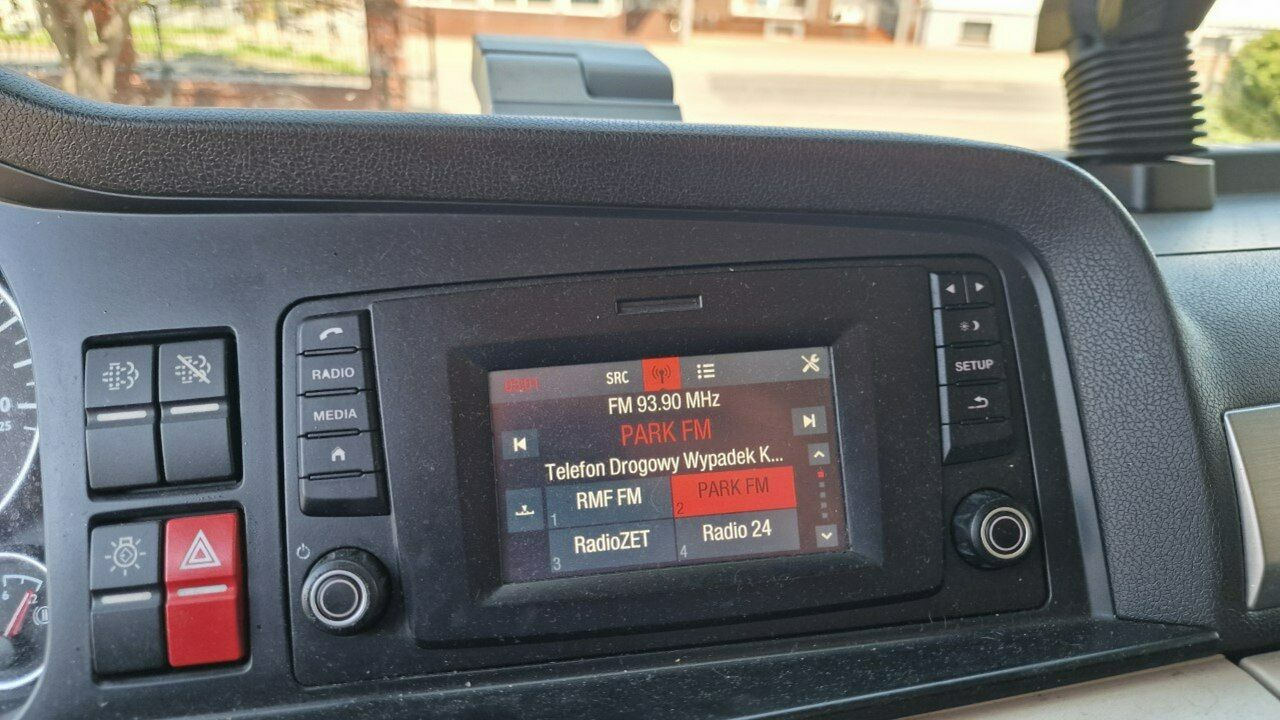 RADIO
MEDIA
SRC
FM 93.90 MHz
PARK FM
Telefon Drogowy Wypadek K...
RMF FM
1
PARK FM
2
RadioZET
3
Radio 24
4
SETUP